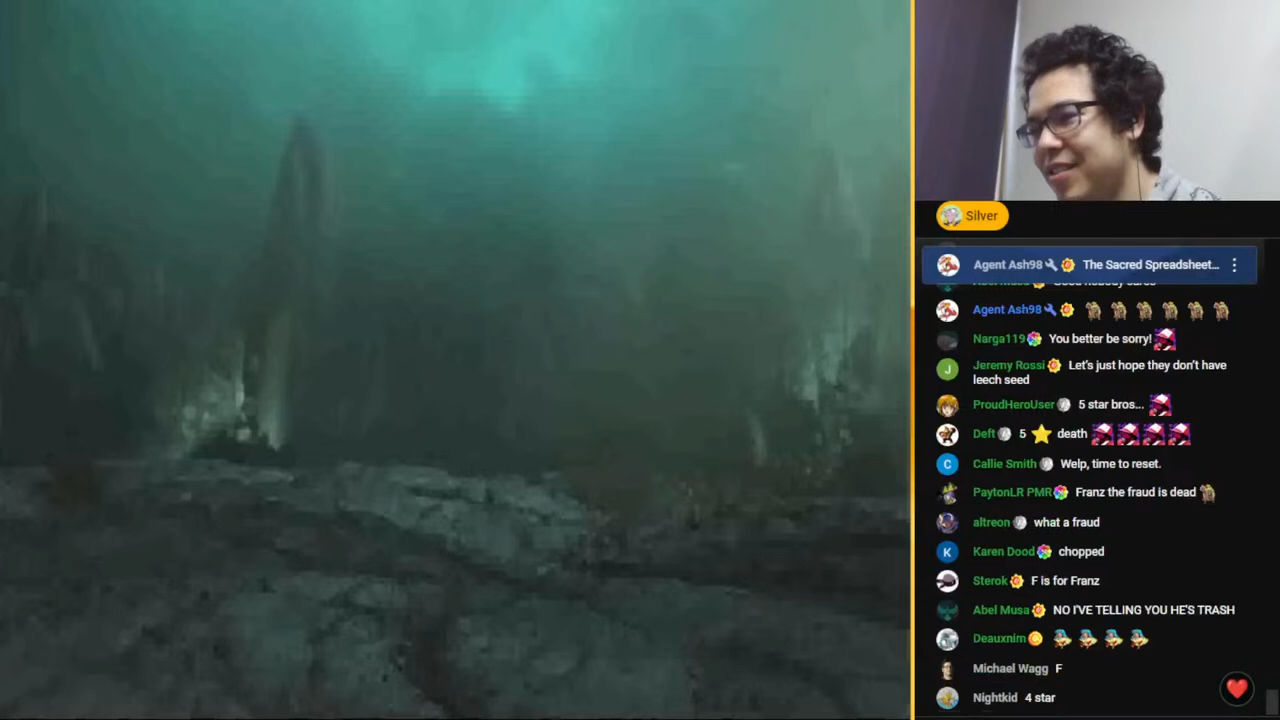 Silver
Agent Ash98 The Sacred Spreadsheet...
Agent Ash98
Narga119 You better be sorry!
Jeremy Rossi Let's just hope they don't have
leech seed
ProudHeroUser 5 star bros...
Deft 5 ⭐ death
Callie Smith Welp, time to reset.
PaytonLR PMR Franz the fraud is dead
altreon what a fraud
Karen Dood chopped
Sterok F is for Franz
Abel Musa NO I'VE TELLING YOU HE'S TRASH
Deauxnim
Michael Wagg F
Nightkid 4 star